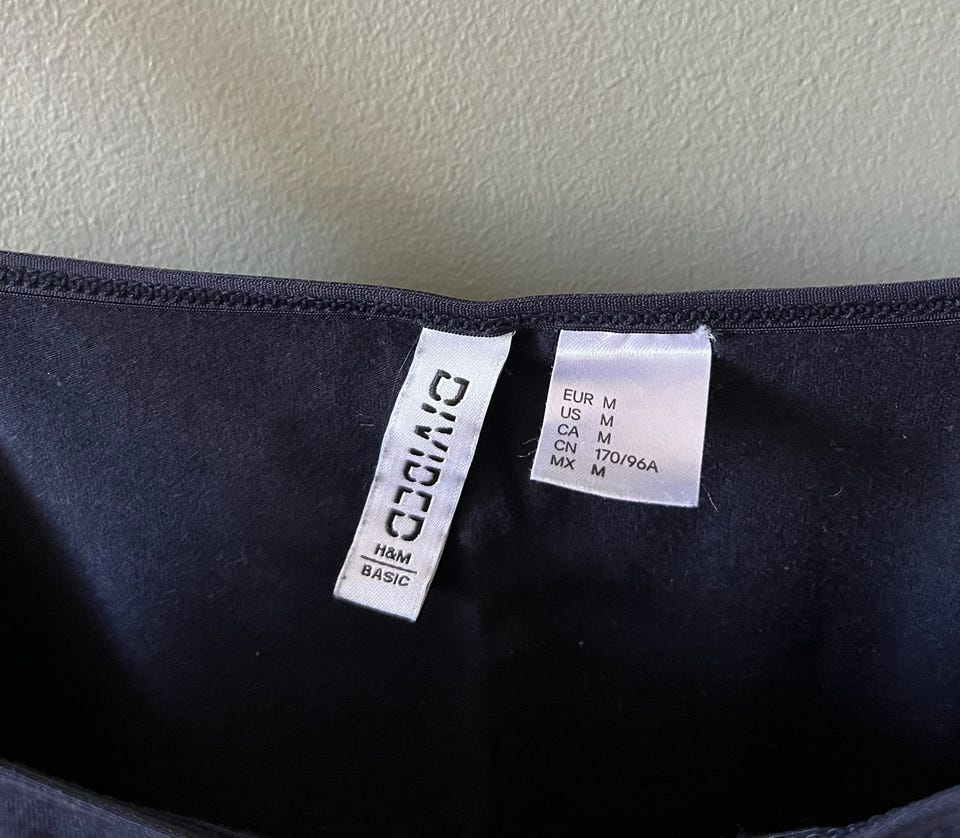 DIVIDED
H&M
BASIC
EUR M
US M
CA M
CN 170/96A
MX M